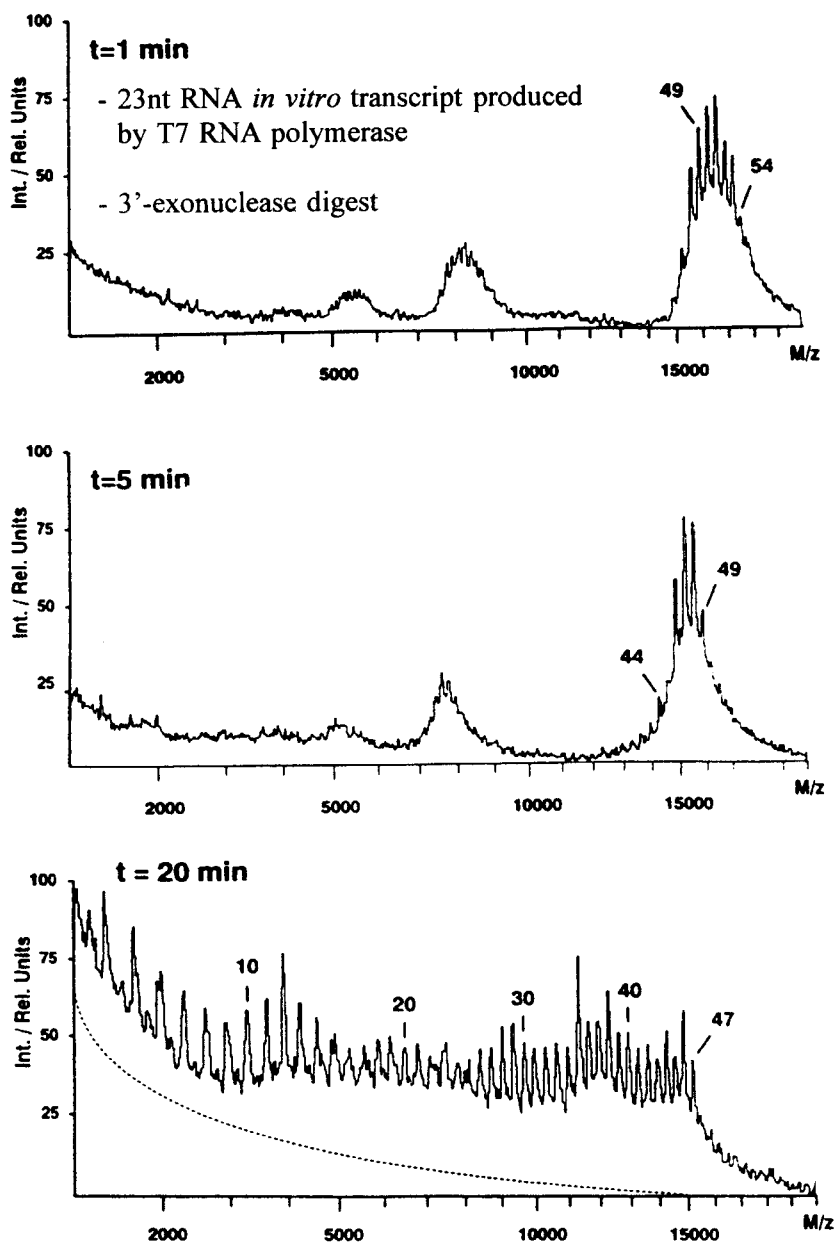 100
t=1 min
- 23nt RNA in vitro transcript produced
by T7 RNA polymerase
- 3'-exonuclease digest
75
50
25
Int. / Rel. Units
49
54
2000
5000
10000
15000
M/z
100
t=5 min
75
50
25
Int. / Rel. Units
44
49
2000
5000
10000
15000
M/z
t = 20 min
100
75
50
25
Int. / Rel. Units
10
20
30
40
47
2000
5000
10000
15000
M/z